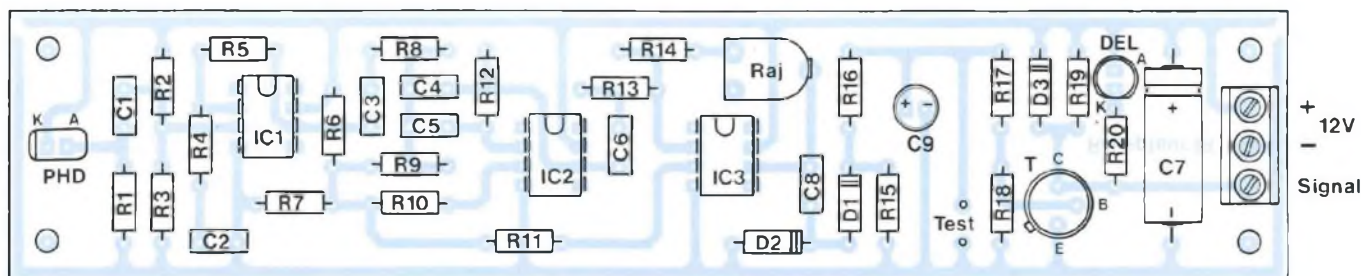 R5
R8
R14
DEL
A
Raj
R2
C1
R12
R16
R17
D3
R19
C3
C4
R13
+
K A
C9
K
+
12V
IC1
R6
C5
R4
C6
R20
−
PHD
IC2
IC3
T C
C7
R9
C8
R1
R3
R7
R10
D1
R15
R18
B
Signal
Test
C2
R11
D2
E
−